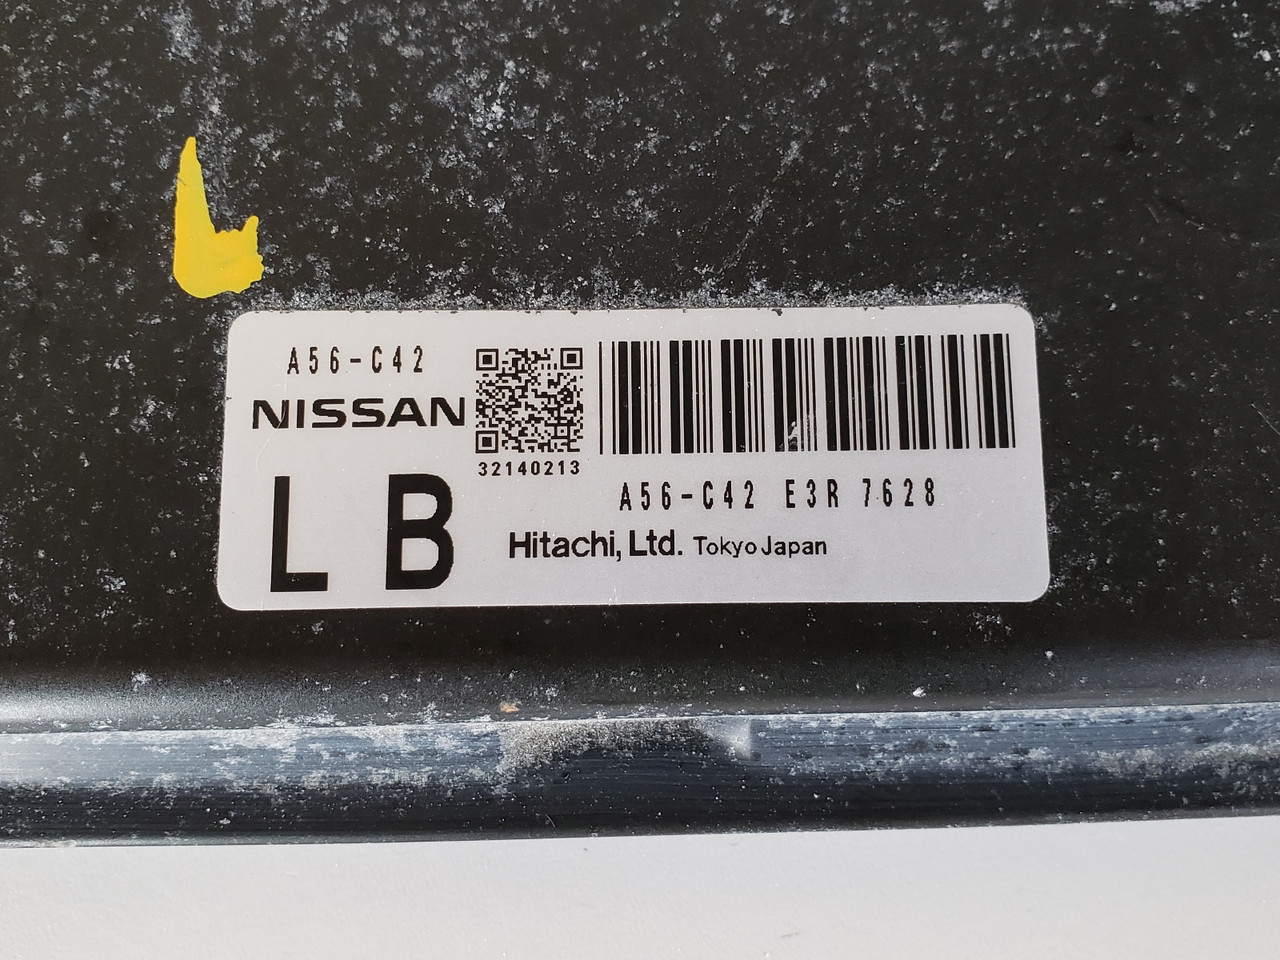 A56-C42
NISSAN
32140213
L B
A56-C42 E3R 7628
Hitachi, Ltd. Tokyo Japan